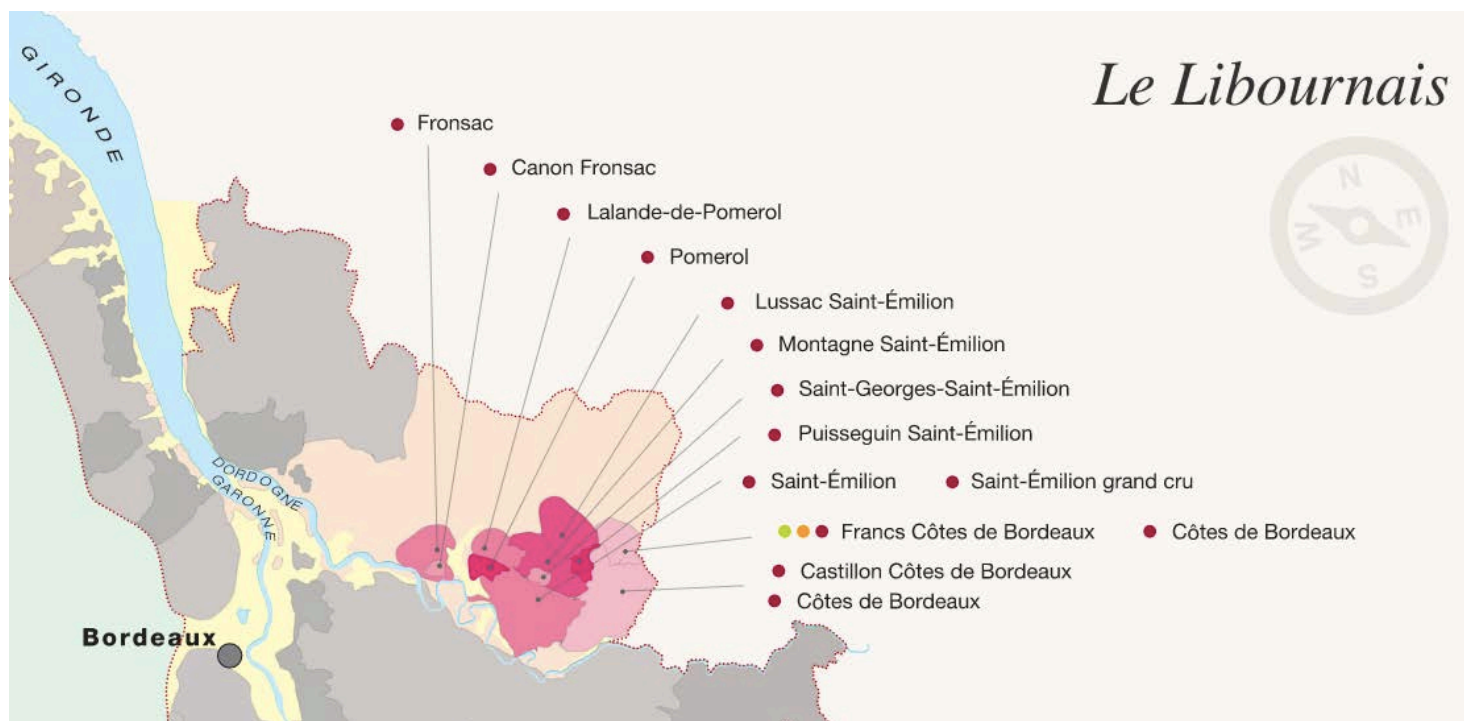 Le Libournais
GIRONDE
N
E
W
S
Fronsac
Canon Fronsac
Lalande-de-Pomerol
Pomerol
Lussac Saint-Émilion
Montagne Saint-Émilion
Saint-Georges-Saint-Émilion
Puisseguin Saint-Émilion
Saint-Émilion Saint-Émilion grand cru
Francs Côtes de Bordeaux Côtes de Bordeaux
Castillon Côtes de Bordeaux
Côtes de Bordeaux
DORDOGNE
GARONNE
Bordeaux